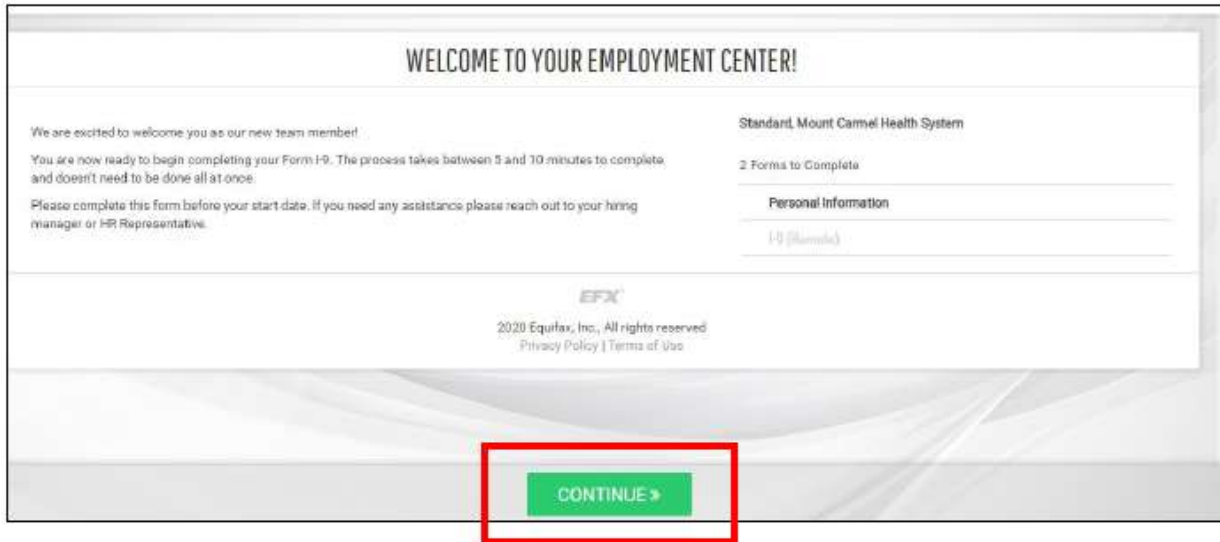 WELCOME TO YOUR EMPLOYMENT CENTER!
We are excited to welcome you as our new team member!
You are now ready to begin completing your Form I-9. The process takes between 5 and 10 minutes to complete
and doesn't need to be done all at once.
Please complete this form before your start date. If you need any assistance please reach out to your hiring
manager or HR Representative.
Standard, Mount Carmel Health System
2 Forms to Complete
Personal Information
I-9 (Remote)
EFX
2020 Equifax, Inc., All rights reserved
Privacy Policy | Terms of Use
CONTINUE »